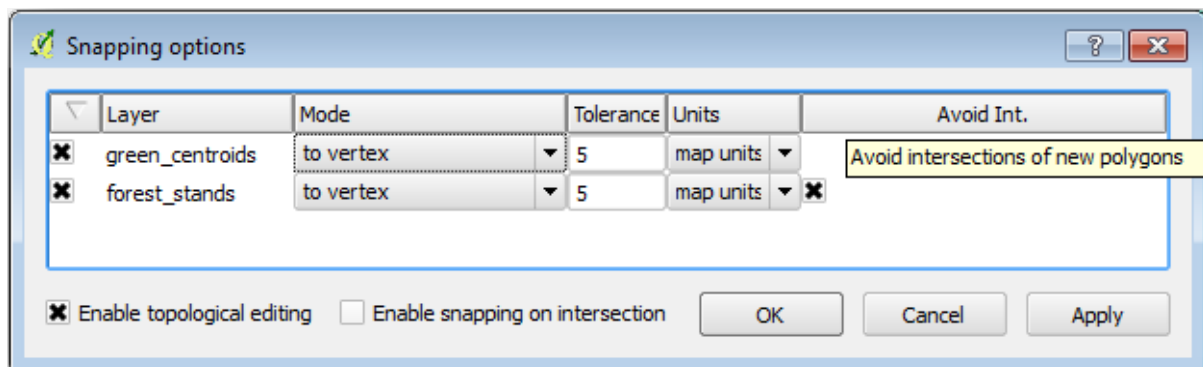 Snapping options
Layer Mode Tolerance Units Avoid Int.
green_centroids to vertex 5 map units Avoid intersections of new polygons
forest_stands to vertex 5 map units
Enable topological editing Enable snapping on intersection OK Cancel Apply